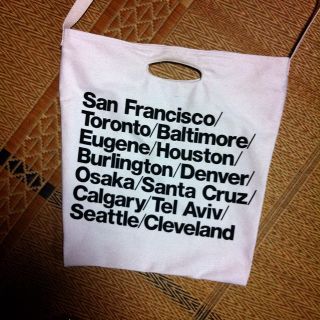 San Francisco/
Toronto/Baltimore/
Eugene/Houston/
Burlington/Denver/
Osaka/Santa Cruz/
Calgary/Tel Aviv/
Seattle/Cleveland